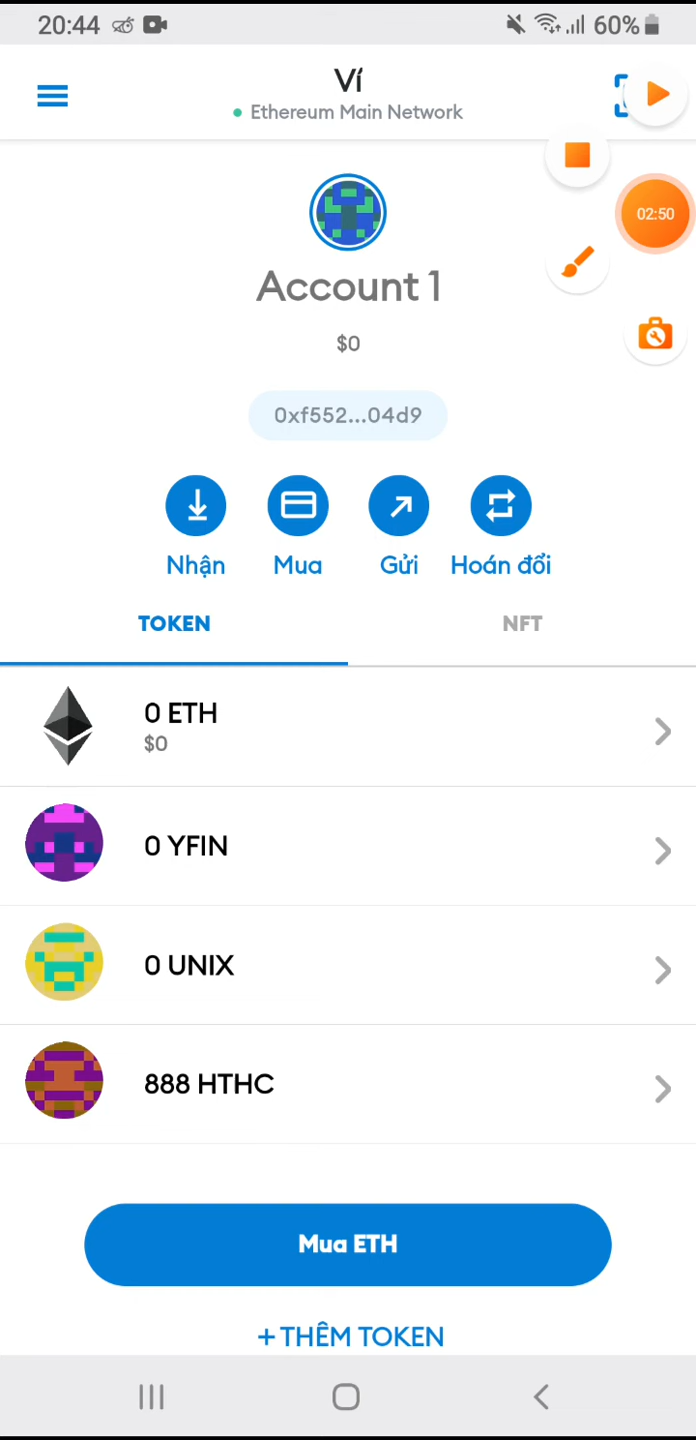 20:44 60%
Ví
Ethereum Main Network
02:50
Account 1
$0
0xf552...04d9
Nhận Mua Gửi Hoán đổi
TOKEN NFT
0 ETH
$0
0 YFIN
0 UNIX
888 HTHC
Mua ETH
+ THÊM TOKEN